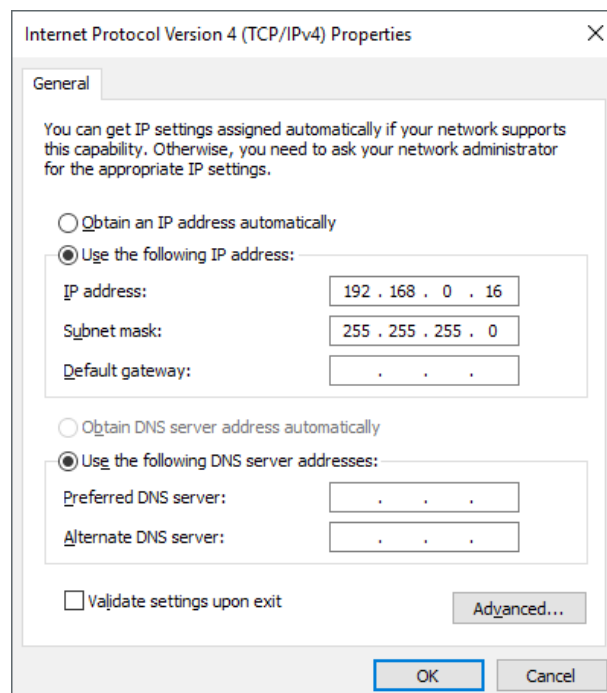 Internet Protocol Version 4 (TCP/IPv4) Properties
General
You can get IP settings assigned automatically if your network supports
this capability. Otherwise, you need to ask your network administrator
for the appropriate IP settings.
Obtain an IP address automatically
Use the following IP address:
IP address: 192 . 168 . 0 . 16
Subnet mask: 255 . 255 . 255 . 0
Default gateway: . . .
Obtain DNS server address automatically
Use the following DNS server addresses:
Preferred DNS server: . . .
Alternate DNS server: . . .
Validate settings upon exit
Advanced...
OK Cancel